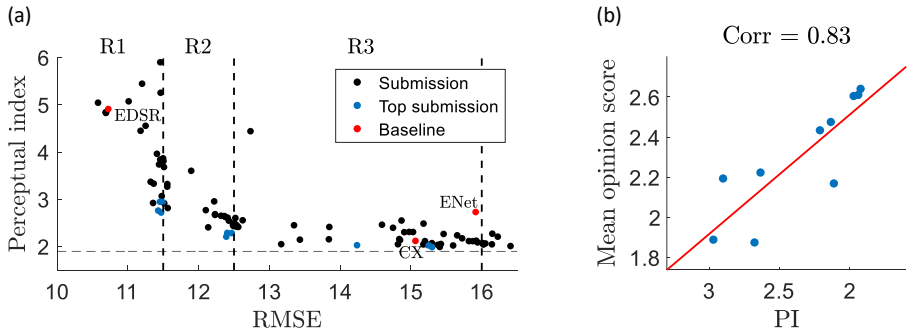 (a)
R1
R2
R3
6
5
4
3
2
Perceptual index
EDSR
ENet
CX
Submission
Top submission
Baseline
10
11
12
13
14
15
16
RMSE
(b)
Corr = 0.83
2.6
2.4
2.2
2
1.8
Mean opinion score
3
2.5
2
PI